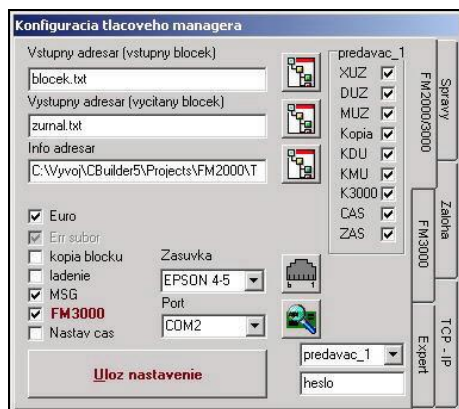 Konfiguracia tlacoveho managera
Vstupny adresar (vstupny blocek)
blocek.txt
Vystupny adresar (vycitany blocek)
zurnal.txt
Info adresar
C:\Vyvoj\CBuilder5\Projects\FM2000\T
Euro
Err subor
kopia blocku
ladenie
MSG
FM3000
Nastav cas
Zasuvka
EPSON 4-5
Port
COM2
Uloz nastavenie
predavac_1
XUZ
DUZ
MUZ
Kopia
KDU
KMU
K3000
CAS
ZAS
b 1
predavac_1
heslo
FM2000/3000
FM3000
Expert
Spravy
Zaloha
TCP - IP